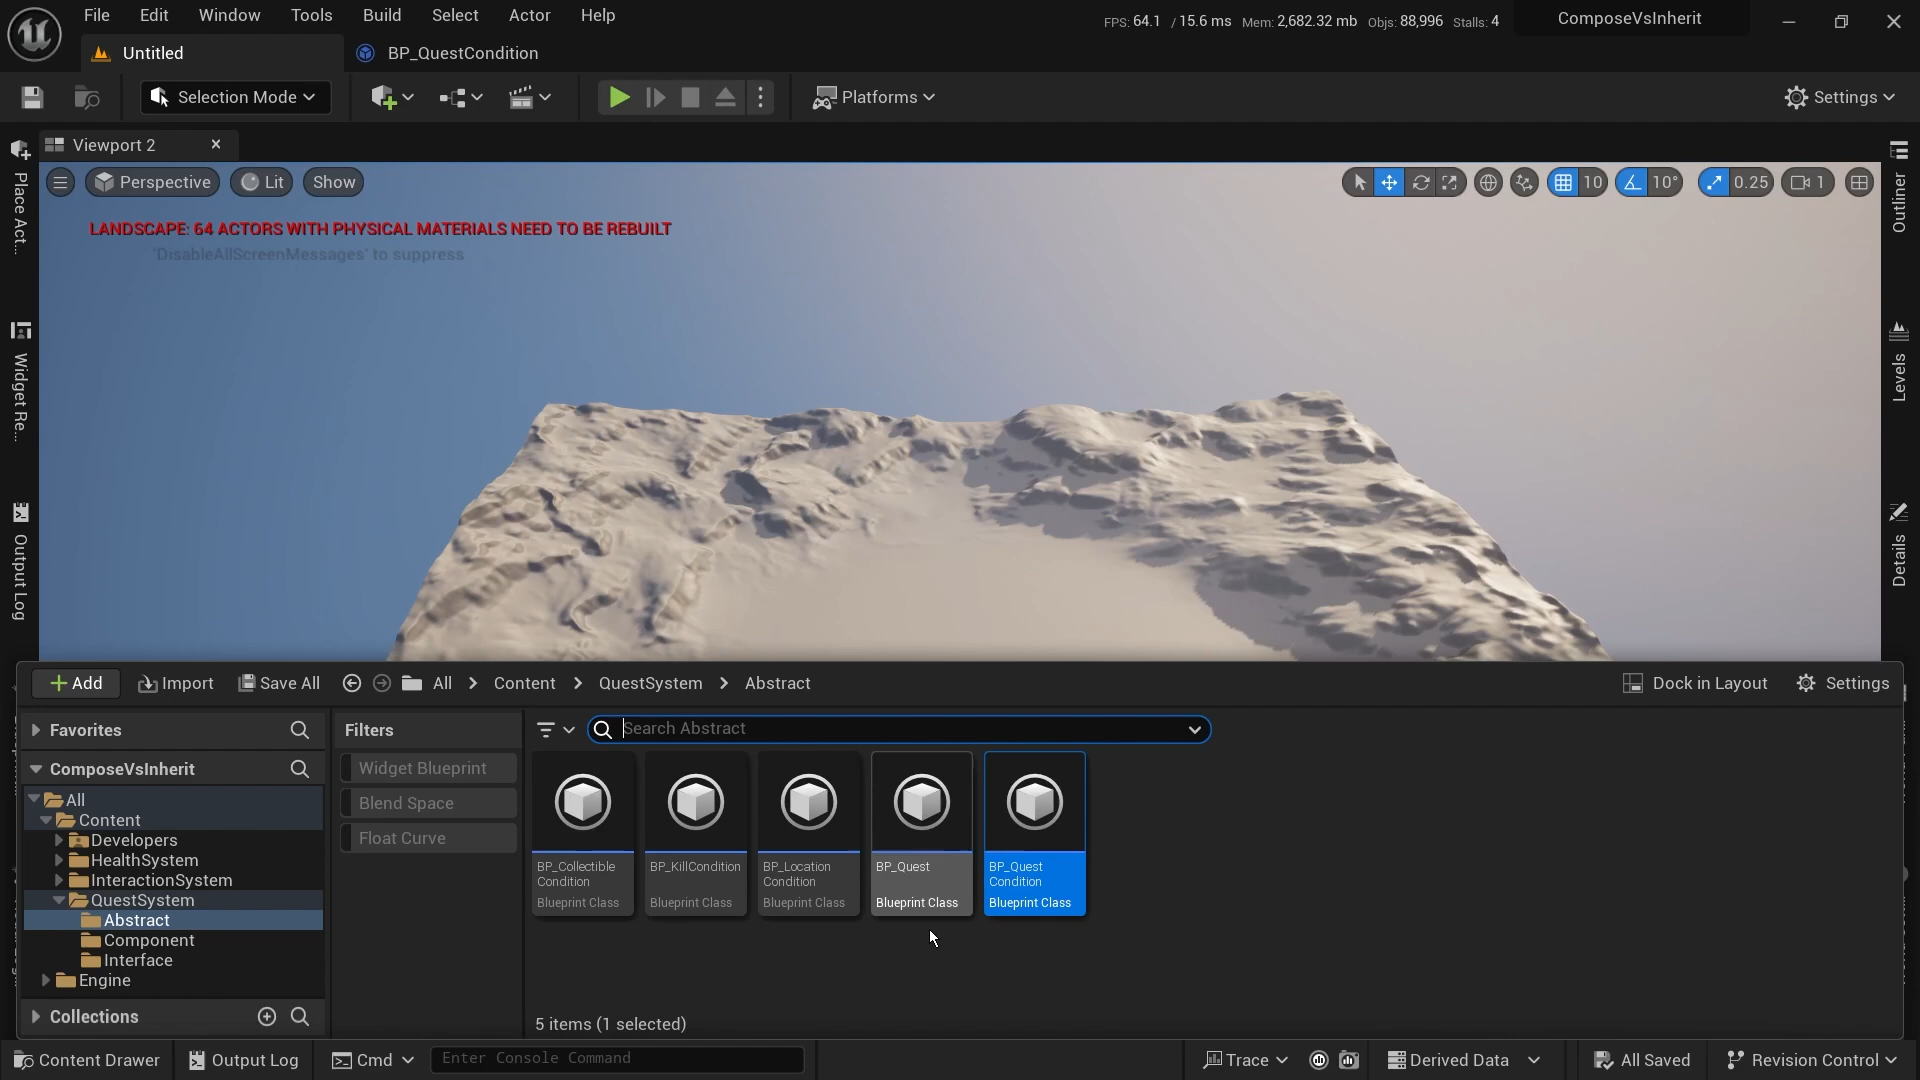 File Edit Window Tools Build Select Actor Help
FPS: 64.1 / 15.6 ms Mem: 2,682.32 mb Objs: 88,996 Stalls: 4
ComposeVsInherit
Untitled
BP_QuestCondition
Selection Mode
Platforms
Settings
Place Act...
Widget Re...
Output Log
Viewport 2
Perspective
Lit
Show
10
10°
0.25
1
LANDSCAPE: 64 ACTORS WITH PHYSICAL MATERIALS NEED TO BE REBUILT
'DisableAllScreenMessages' to suppress
Outliner
Levels
Details
Add
Import
Save All
All > Content > QuestSystem > Abstract
Dock in Layout
Settings
Favorites
ComposeVsInherit
All
Content
Developers
HealthSystem
InteractionSystem
QuestSystem
Abstract
Component
Interface
Engine
Collections
Filters
Widget Blueprint
Blend Space
Float Curve
Search Abstract
BP_Collectible
Condition
Blueprint Class
BP_KillCondition
Blueprint Class
BP_Location
Condition
Blueprint Class
BP_Quest
Blueprint Class
BP_Quest
Condition
Blueprint Class
5 items (1 selected)
Content Drawer
Output Log
Cmd
Enter Console Command
Trace
Derived Data
All Saved
Revision Control